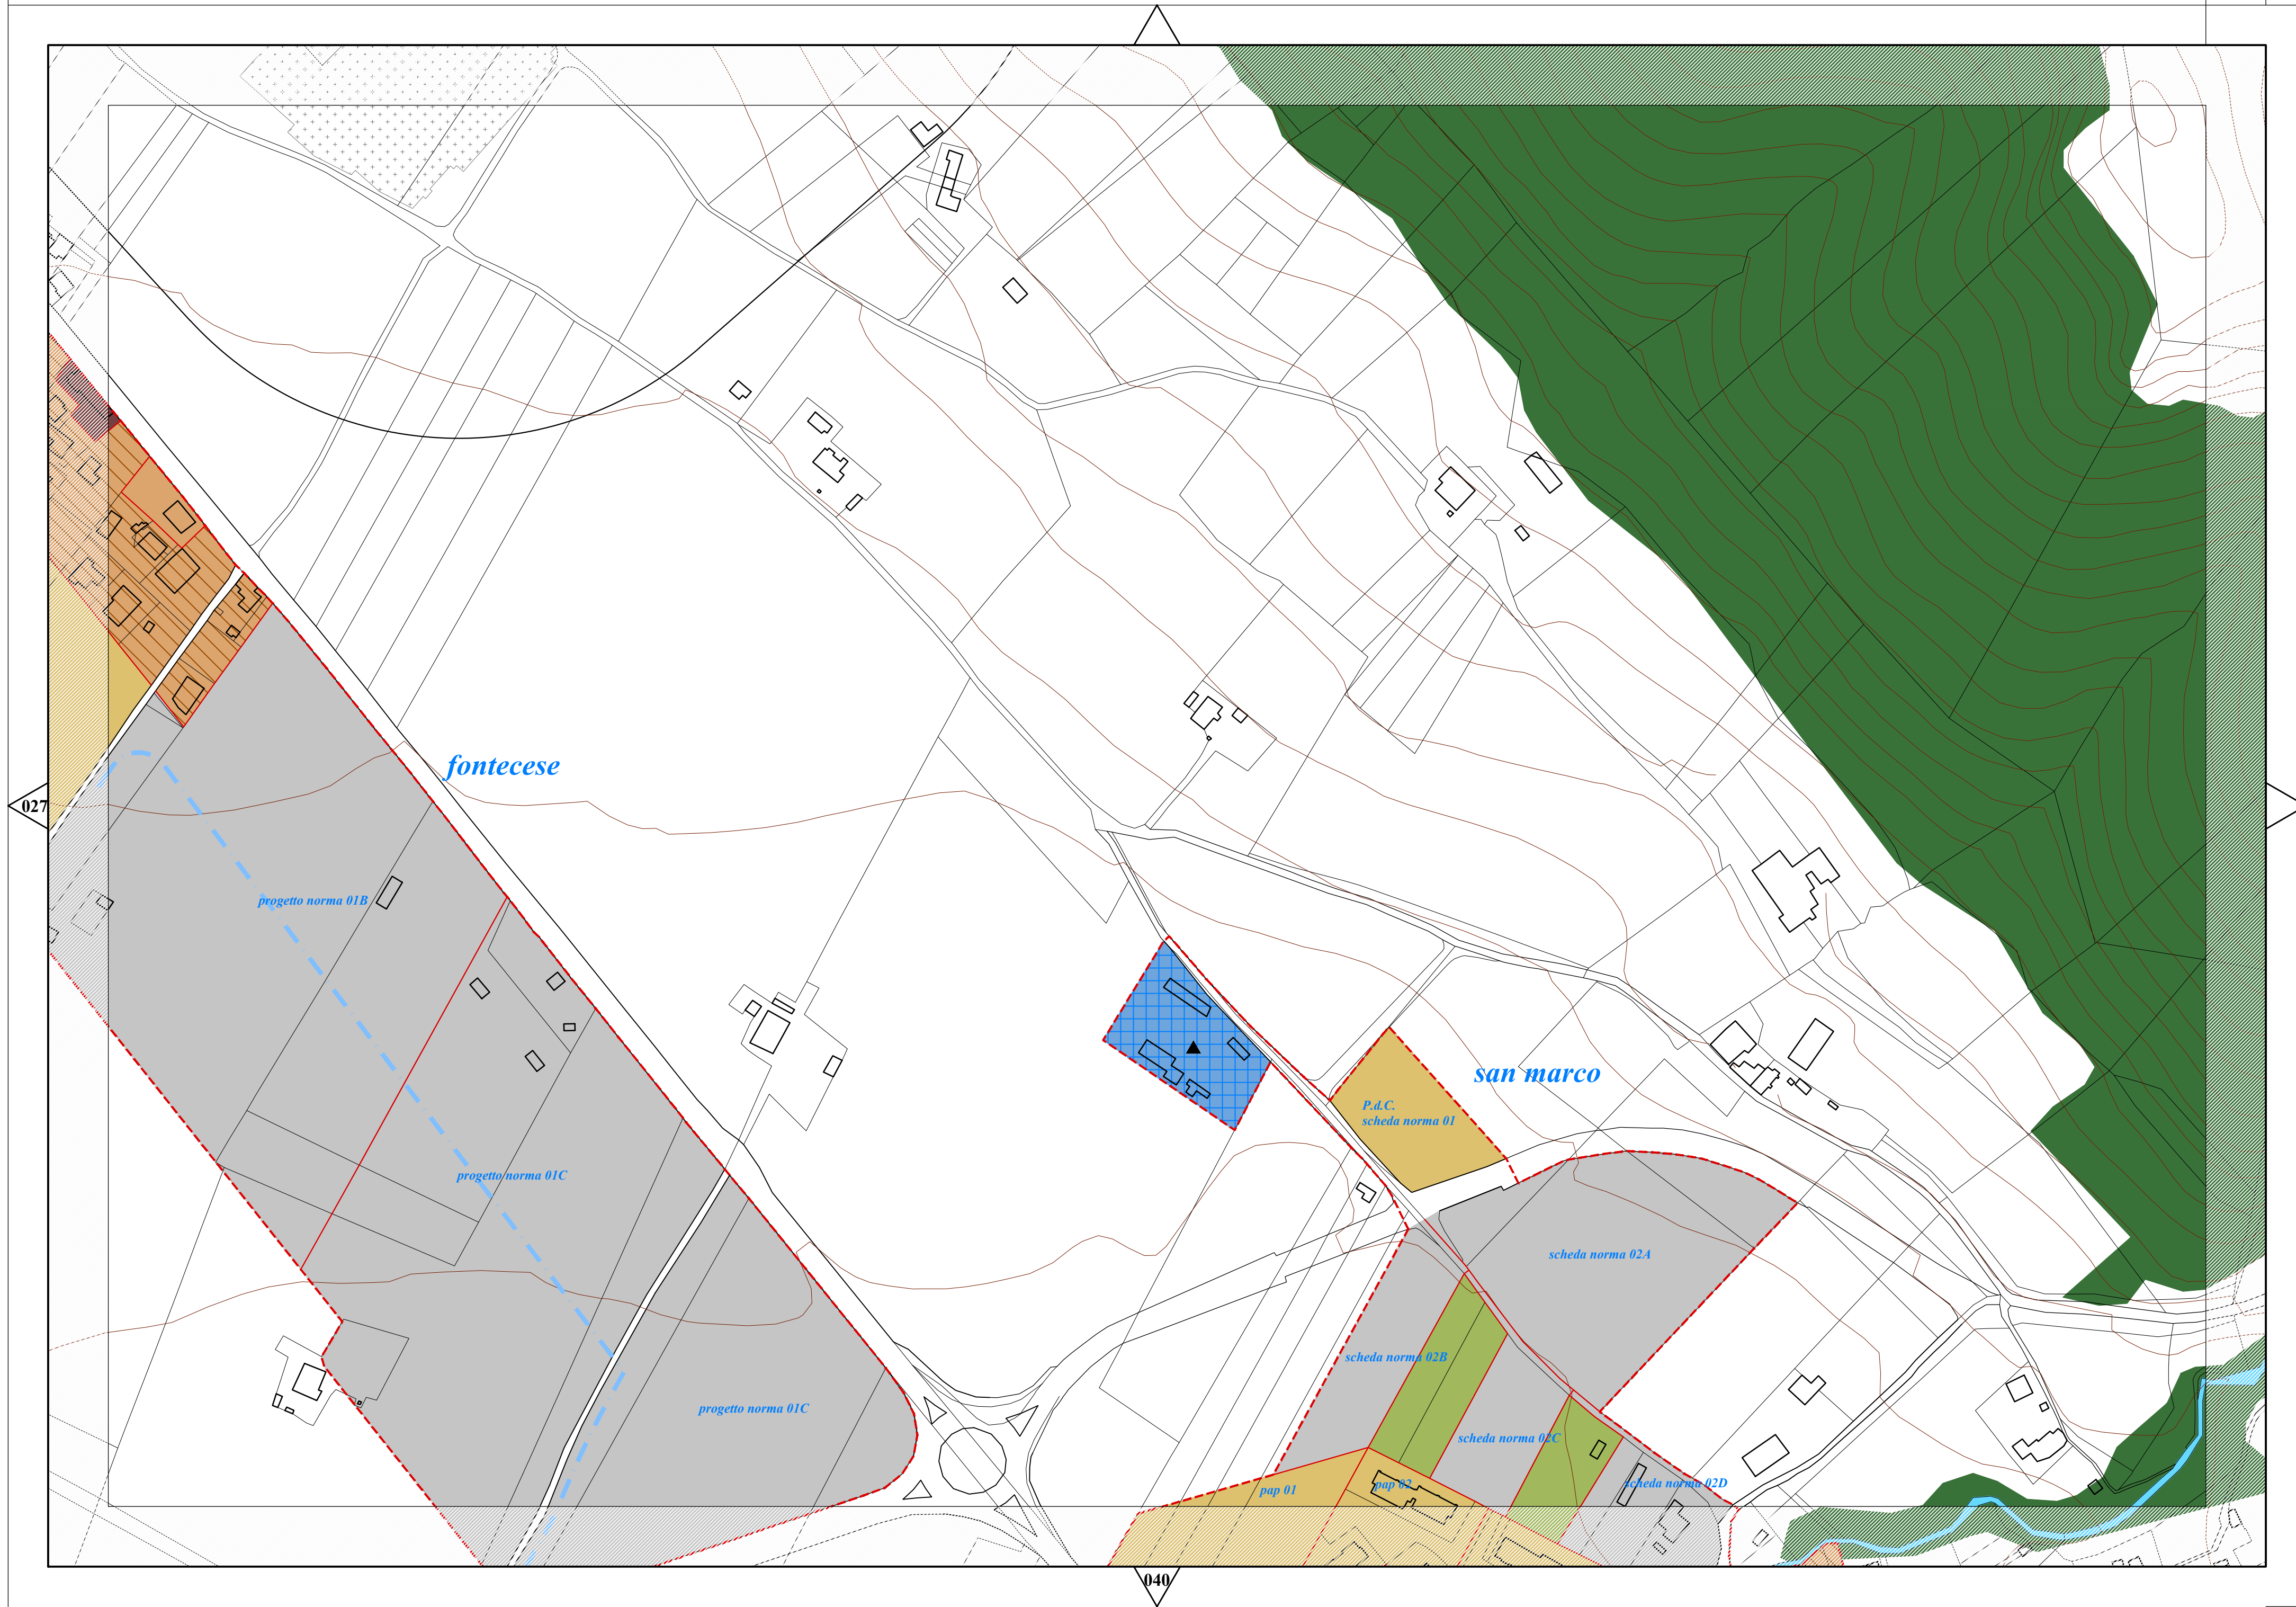 fontecese
027
progetto norma 01B
san marco
P.d.C.
scheda norma 01
progetto norma 01C
scheda norma 02A
scheda norma 02B
progetto norma 01C
scheda norma 02C
scheda norma 02D
pap 01
pap 02
040